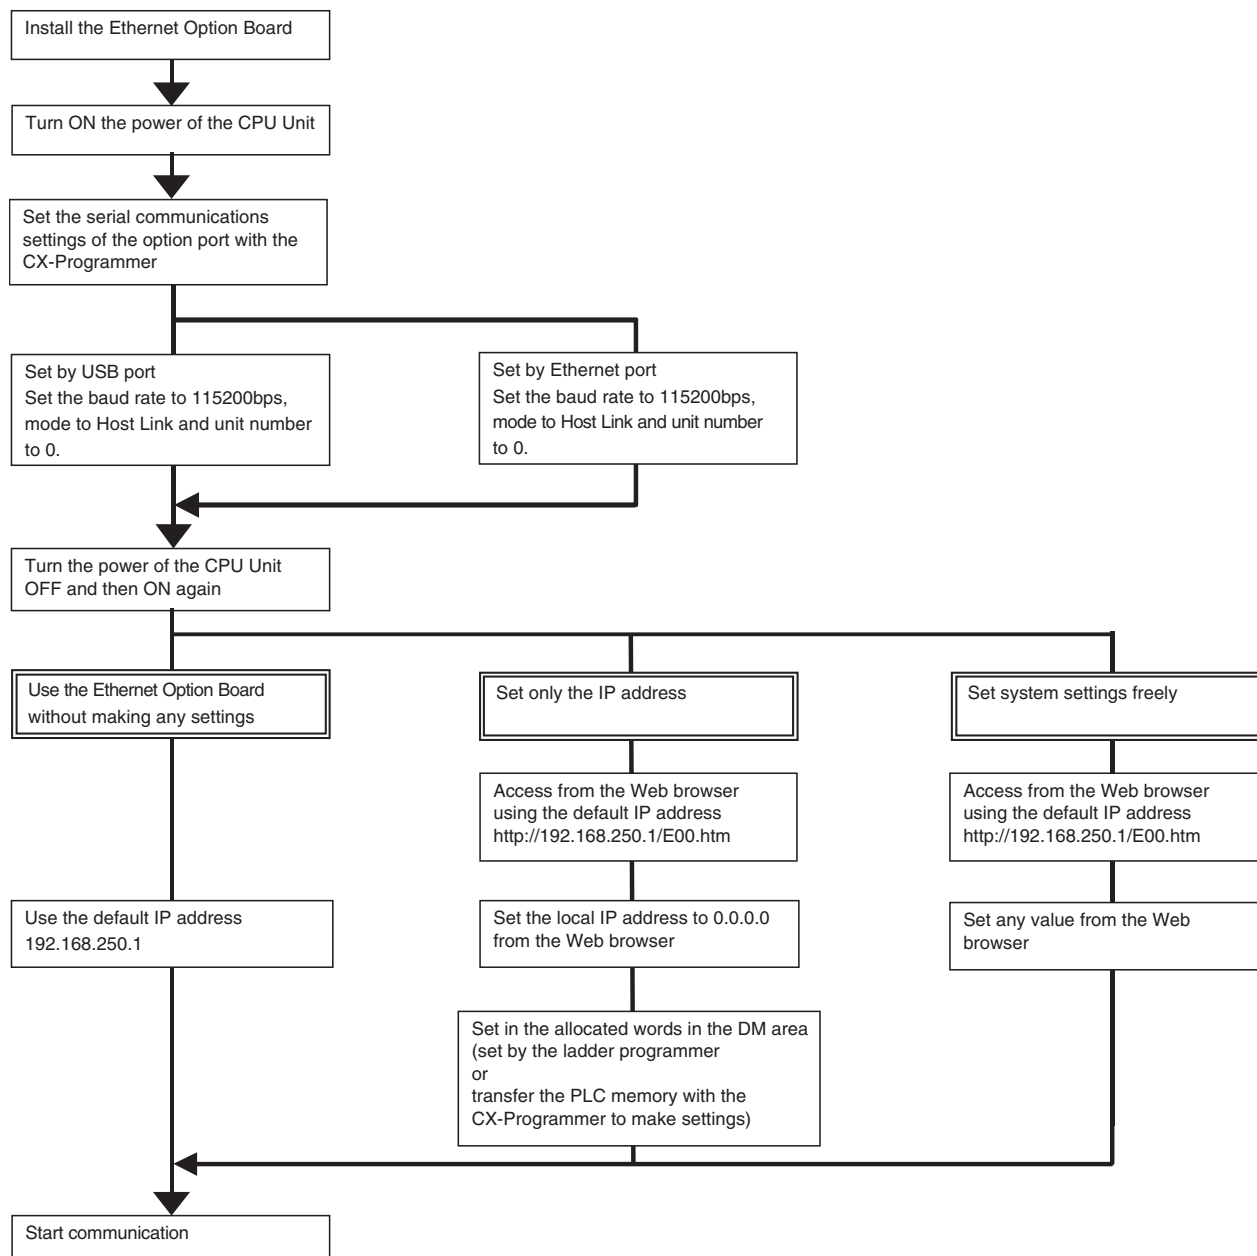 Install the Ethernet Option Board
Turn ON the power of the CPU Unit
Set the serial communications
settings of the option port with the
CX-Programmer
Set by USB port
Set the baud rate to 115200bps,
mode to Host Link and unit number
to 0.
Set by Ethernet port
Set the baud rate to 115200bps,
mode to Host Link and unit number
to 0.
Turn the power of the CPU Unit
OFF and then ON again
Use the Ethernet Option Board
without making any settings
Set only the IP address
Set system settings freely
Access from the Web browser
using the default IP address
http://192.168.250.1/E00.htm
Access from the Web browser
using the default IP address
http://192.168.250.1/E00.htm
Use the default IP address
192.168.250.1
Set the local IP address to 0.0.0.0
from the Web browser
Set any value from the Web
browser
Set in the allocated words in the DM area
(set by the ladder programmer
or
transfer the PLC memory with the
CX-Programmer to make settings)
Start communication